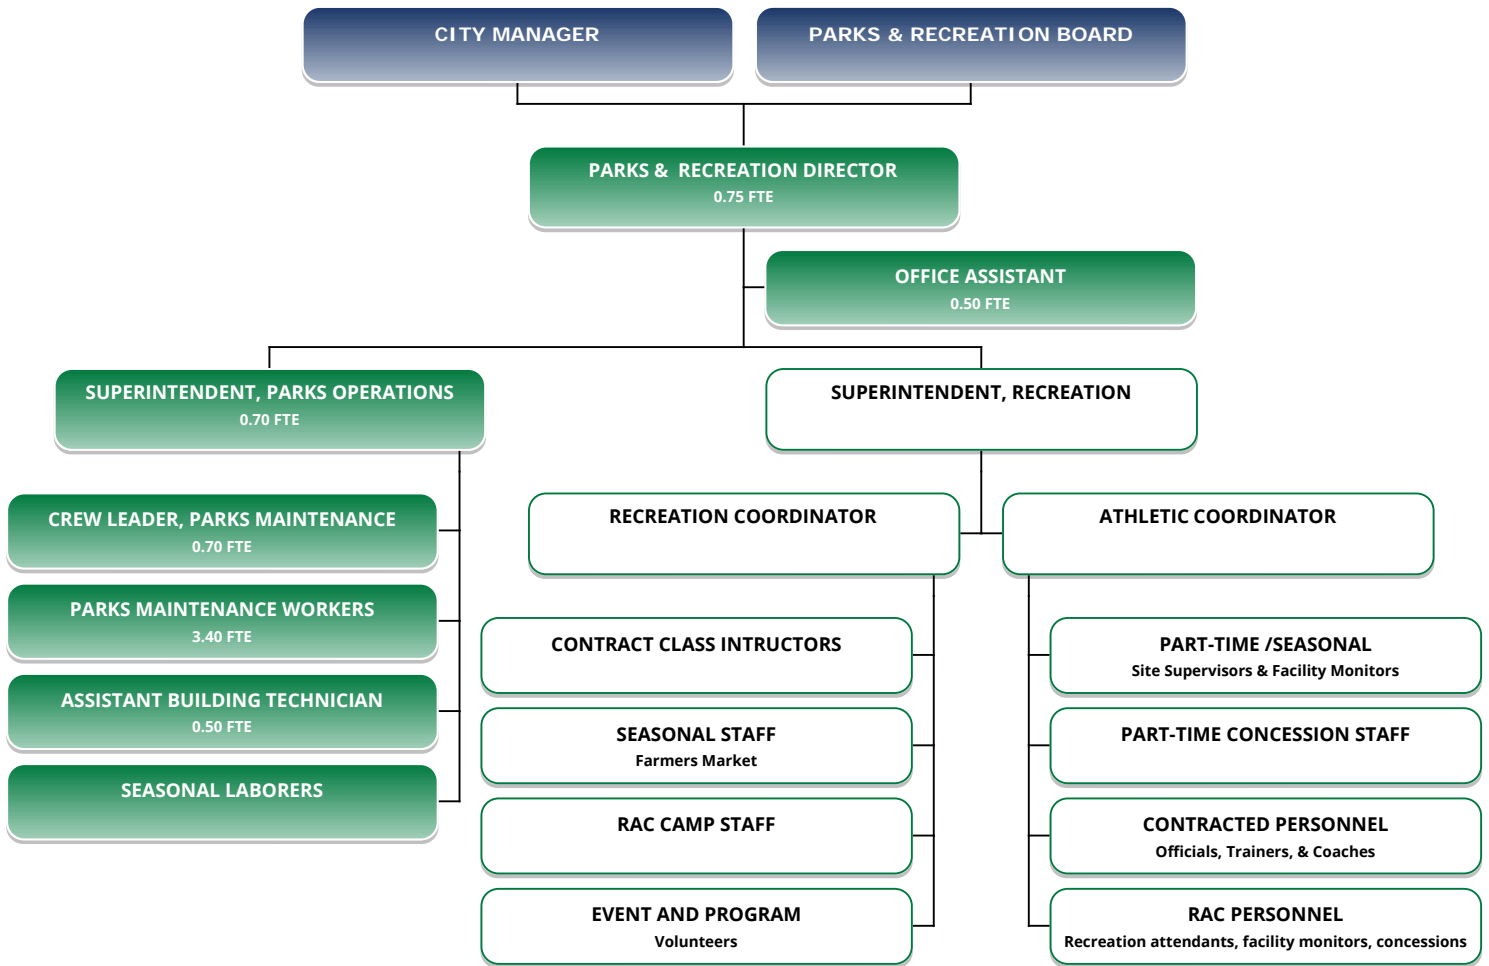 CITY MANAGER
PARKS & RECREATION BOARD
PARKS & RECREATION DIRECTOR
0.75 FTE
OFFICE ASSISTANT
0.50 FTE
SUPERINTENDENT, PARKS OPERATIONS
0.70 FTE
SUPERINTENDENT, RECREATION
CREW LEADER, PARKS MAINTENANCE
0.70 FTE
PARKS MAINTENANCE WORKERS
3.40 FTE
ASSISTANT BUILDING TECHNICIAN
0.50 FTE
SEASONAL LABORERS
RECREATION COORDINATOR
CONTRACT CLASS INTRUCTORS
SEASONAL STAFF
Farmers Market
RAC CAMP STAFF
EVENT AND PROGRAM
Volunteers
ATHLETIC COORDINATOR
PART-TIME /SEASONAL
Site Supervisors & Facility Monitors
PART-TIME CONCESSION STAFF
CONTRACTED PERSONNEL
Officials, Trainers, & Coaches
RAC PERSONNEL
Recreation attendants, facility monitors, concessions